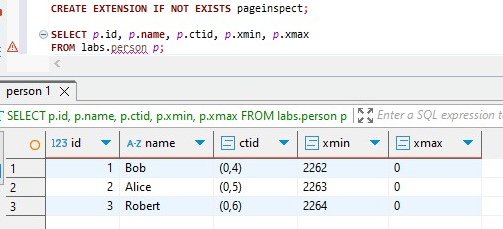 CREATE EXTENSION IF NOT EXISTS pageinspect;
SELECT p.id, p.name, p.ctid, p.xmin, p.xmax
FROM labs.person p;
person 1
SELECT p.id, p.name, p.ctid, p.xmin, p.xmax FROM labs.person p
Enter a SQL expression to
123 id A-Z name ctid xmin xmax
1 1 Bob (0,4) 2262 0
2 2 Alice (0,5) 2263 0
3 3 Robert (0,6) 2264 0